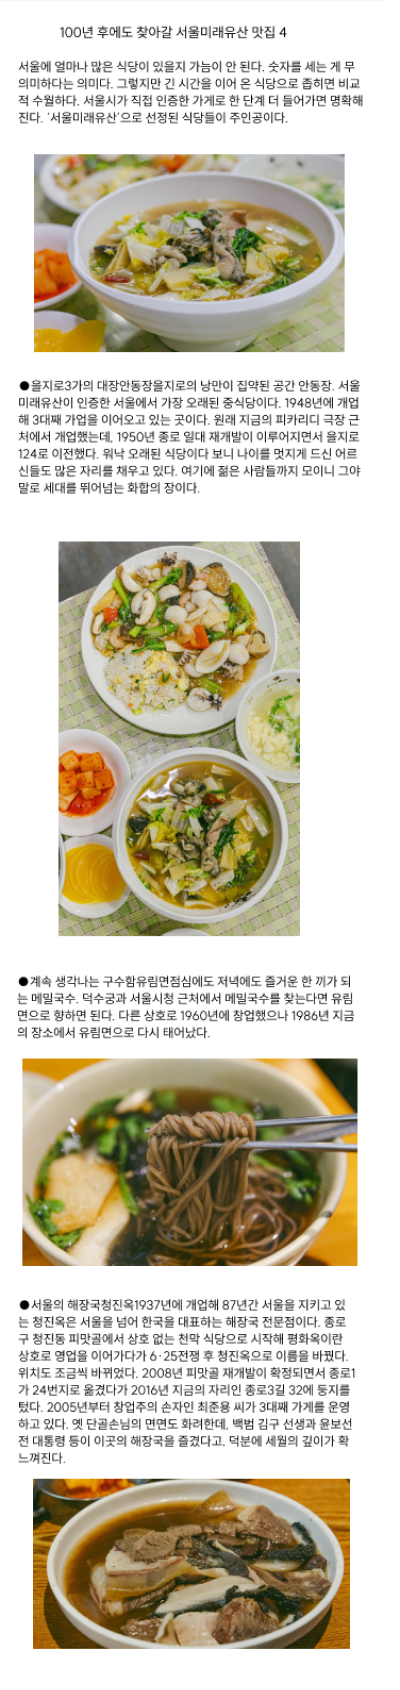 100년 후에도 찾아갈 서울미래유산 맛집 4
서울에 얼마나 많은 식당이 있을지 가늠이 안 된다. 숫자를 세는 게 무
의미하다는 의미다. 그렇지만 긴 시간을 이어 온 식당으로 좁히면 비교
적 수월하다. 서울시가 직접 인증한 가게로 한 단계 더 들어가면 명확해
진다. ‘서울미래유산’으로 선정된 식당들이 주인공이다.
●을지로3가의 대장안동장을지로의 낭만이 집약된 공간 안동장. 서울
미래유산이 인증한 서울에서 가장 오래된 중식당이다. 1948년에 개업
해 3대째 가업을 이어오고 있는 곳이다. 원래 지금의 피카디리 극장 근
처에서 개업했는데, 1950년 종로 일대 재개발이 이루어지면서 을지로
124로 이전했다. 워낙 오래된 식당이다 보니 나이를 멋지게 드신 어르
신들도 많은 자리를 채우고 있다. 여기에 젊은 사람들까지 모이니 그야
말로 세대를 뛰어넘는 화합의 장이다.
●계속 생각나는 구수함유림면점심에도 저녁에도 즐거운 한 끼가 되
는 메밀국수. 덕수궁과 서울시청 근처에서 메밀국수를 찾는다면 유림
면으로 향하면 된다. 다른 상호로 1960년에 창업했으나 1986년 지금
의 장소에서 유림면으로 다시 태어났다.
●서울의 해장국청진옥1937년에 개업해 87년간 서울을 지키고 있
는 청진옥은 서울을 넘어 한국을 대표하는 해장국 전문점이다. 종로
구 청진동 피맛골에서 상호 없는 천막 식당으로 시작해 평화옥이란
상호로 영업을 이어가다가 6·25전쟁 후 청진옥으로 이름을 바꿨다.
위치도 조금씩 바뀌었다. 2008년 피맛골 재개발이 확정되면서 종로1
가 24번지로 옮겼다가 2016년 지금의 자리인 종로3길 32에 둥지를
텄다. 2005년부터 창업주의 손자인 최준용 씨가 3대째 가게를 운영
하고 있다. 옛 단골손님의 면면도 화려한데, 백범 김구 선생과 윤보선
전 대통령 등이 이곳의 해장국을 즐겼다고. 덕분에 세월의 깊이가 확
느껴진다.